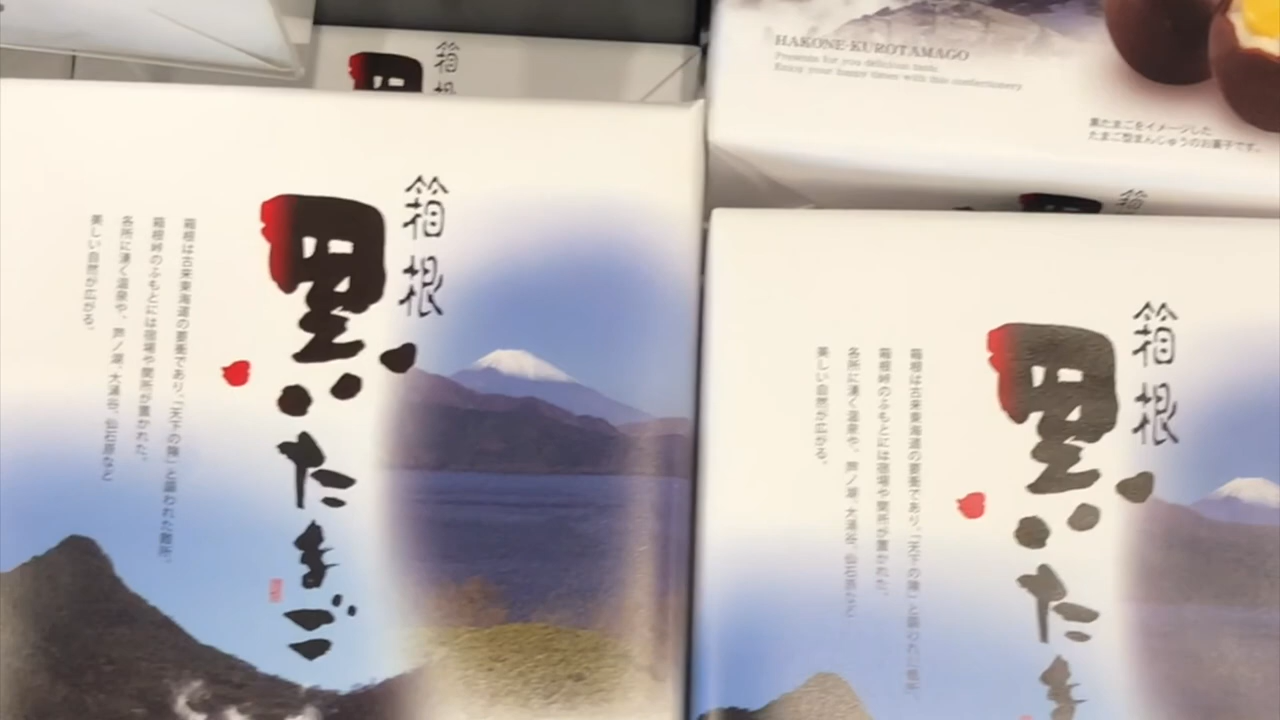 箱根
黒
HAKONE-KUROTAMAGO
Presents for you delicious taste
Enjoy your happy times with this confectionery
黒たまごをイメージした
たまご型まんじゅうのお菓子です。
箱根
箱根
黒たまご
箱根は古来東海道の要衝であり、「天下の険」と謳われた難所。
箱根峠のふもとには宿場や関所が置かれた。
各所に湧く温泉や、芦ノ湖、大涌谷、仙石原など
美しい自然が広がる。
箱根
黒たま
箱根は古来東海道の要衝であり、「天下の険」と謳われた難所。
箱根峠のふもとには宿場や関所が置かれた。
各所に湧く温泉や、芦ノ湖、大涌谷、仙石原など
美しい自然が広がる。